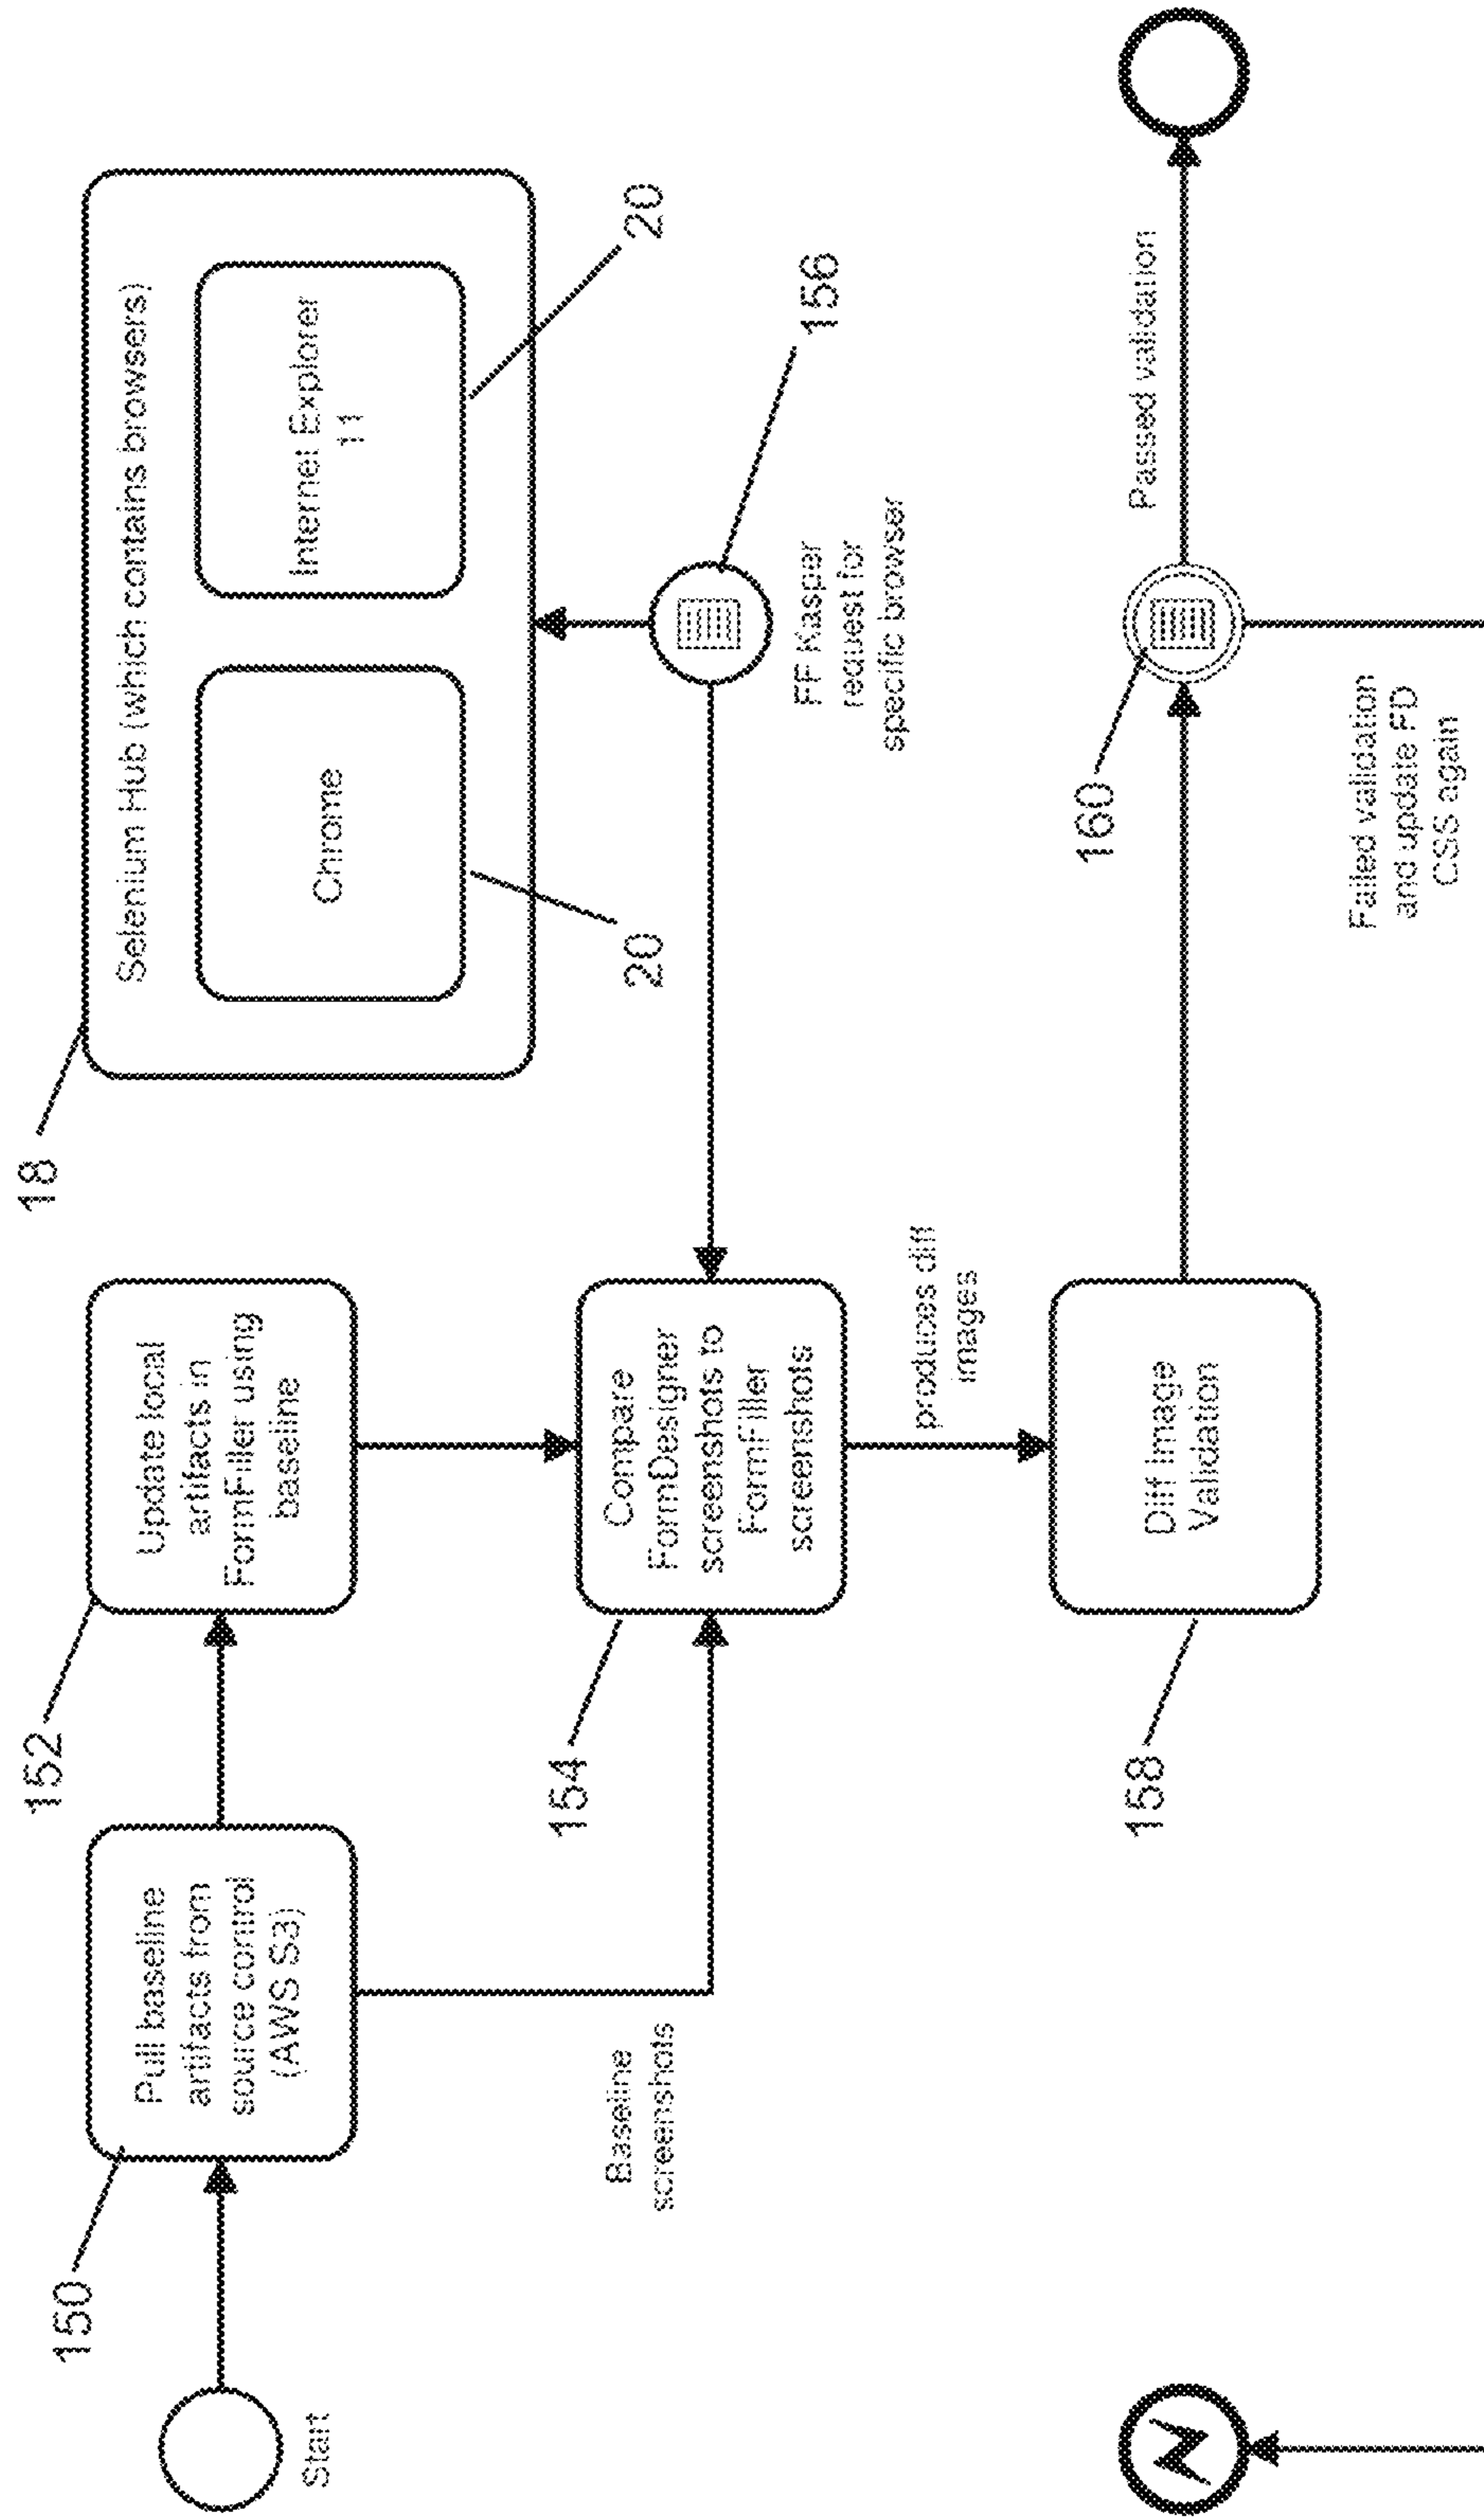 18
Selenium Hub (which contains browsers)
Chrome
Internet Explorer
11
20
20
152
Update local
artifacts in
FormFiller using
baseline
150
Pull baseline
artifacts from
source control
(AWS S3)
Start
Baseline
screenshots
154
Compare
FormDesigner
screenshots to
FormFiller
screenshots
156
FF Kasper
request for
specific browser
produces diff
images
158
Diff Image
Validation
160
Passed validation
Failed validation
and update FD
CSS again